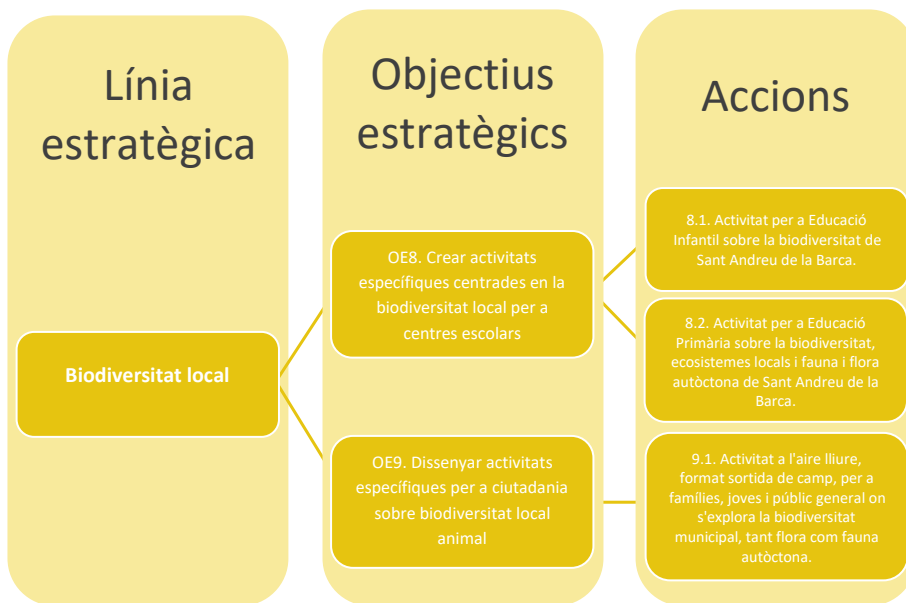 Línia
estratègica
Objectius
estratègics
Accions
Biodiversitat local
OE8. Crear activitats
específiques centrades en la
biodiversitat local per a
centres escolars
OE9. Dissenyar activitats
específiques per a ciutadania
sobre biodiversitat local
animal
8.1. Activitat per a Educació
Infantil sobre la biodiversitat de
Sant Andreu de la Barca.
8.2. Activitat per a Educació
Primària sobre la biodiversitat,
ecosistemes locals i fauna i flora
autòctona de Sant Andreu de la
Barca.
9.1. Activitat a l'aire lliure,
format sortida de camp, per a
famílies, joves i públic general on
s'explora la biodiversitat
municipal, tant flora com fauna
autòctona.